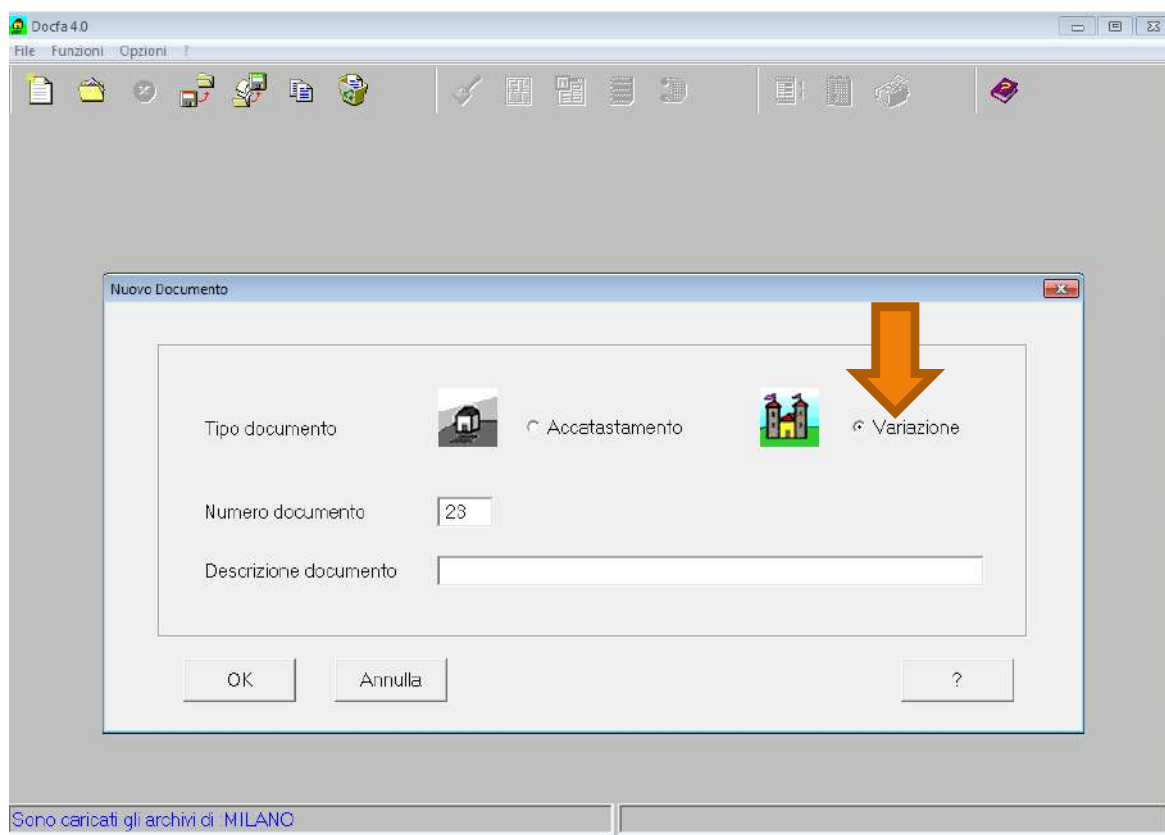 Docfa 4.0
File Funzioni Opzioni ?
Nuovo Documento
Tipo documento Accatastamento Variazione
Numero documento 23
Descrizione documento
OK Annulla ?
Sono caricati gli archivi di :MILANO